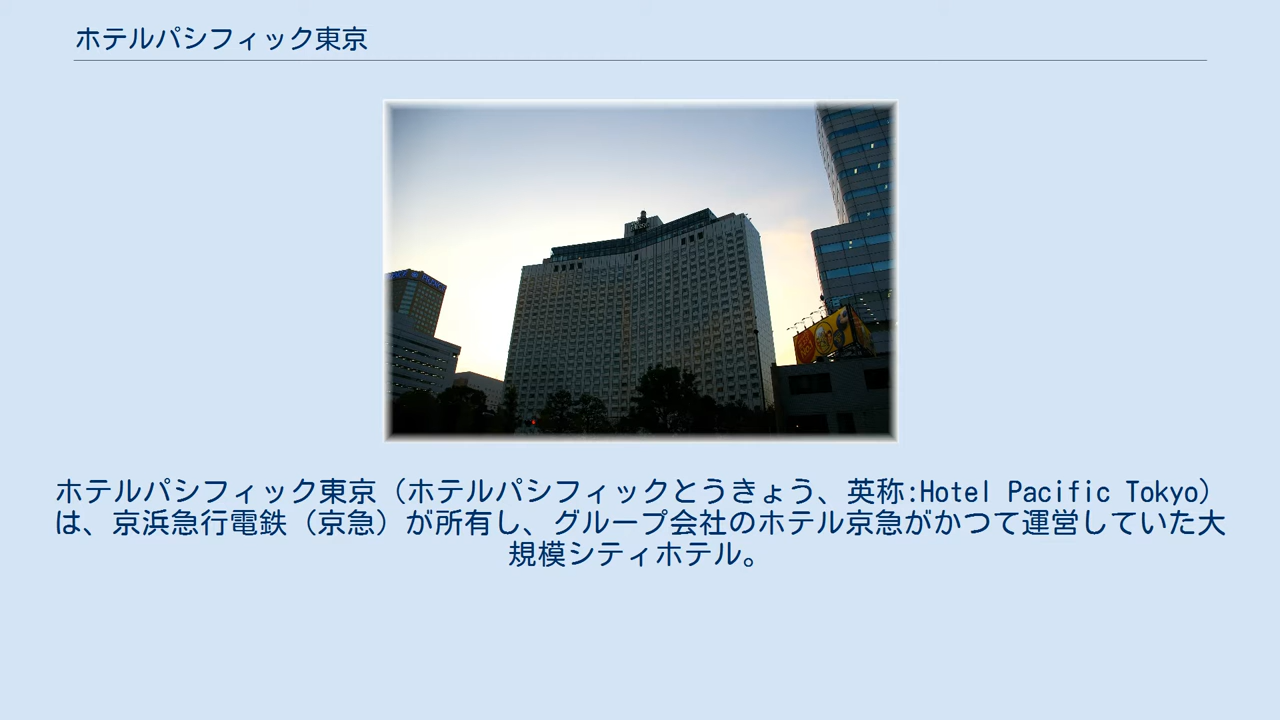 ホテルパシフィック東京
ホテルパシフィック東京（ホテルパシフィックとうきょう、英称:Hotel Pacific Tokyo）
は、京浜急行電鉄（京急）が所有し、グループ会社のホテル京急がかつて運営していた大
規模シティホテル。